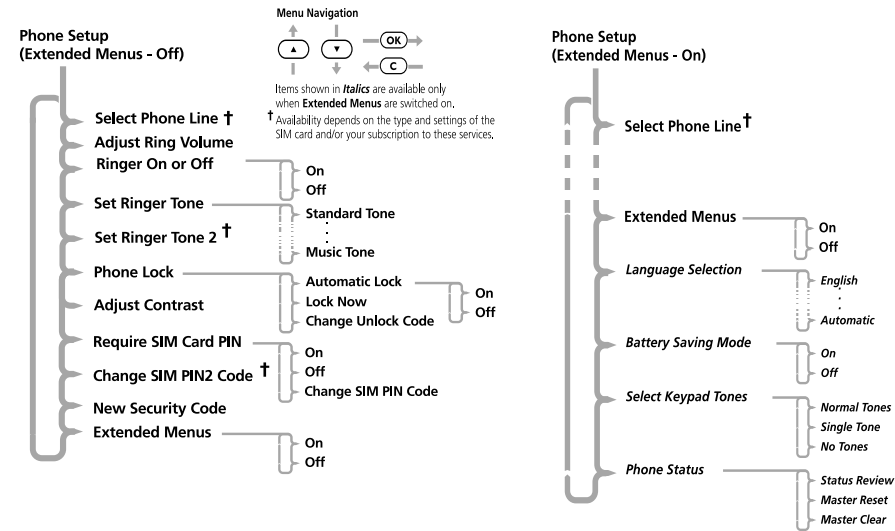 Menu Navigation
OK
C
Items shown in Italics are available only
when Extended Menus are switched on.
† Availability depends on the type and settings of the
SIM card and/or your subscription to these services.
Phone Setup
(Extended Menus - Off)
Select Phone Line †
Adjust Ring Volume
Ringer On or Off
On
Off
Set Ringer Tone
Standard Tone
Music Tone
Set Ringer Tone 2 †
Phone Lock
Automatic Lock
On
Off
Lock Now
Change Unlock Code
Adjust Contrast
Require SIM Card PIN
On
Off
Change SIM PIN Code
Change SIM PIN2 Code †
New Security Code
Extended Menus
On
Off
Phone Setup
(Extended Menus - On)
Select Phone Line†
Extended Menus
On
Off
Language Selection
English
Automatic
Battery Saving Mode
On
Off
Select Keypad Tones
Normal Tones
Single Tone
No Tones
Phone Status
Status Review
Master Reset
Master Clear